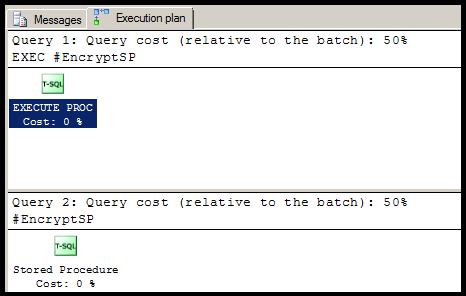 Messages
Execution plan
Query 1: Query cost (relative to the batch): 50%
EXEC #EncryptSP
T-SQL
EXECUTE PROC
Cost: 0 %
Query 2: Query cost (relative to the batch): 50%
#EncryptSP
T-SQL
Stored Procedure
Cost: 0 %